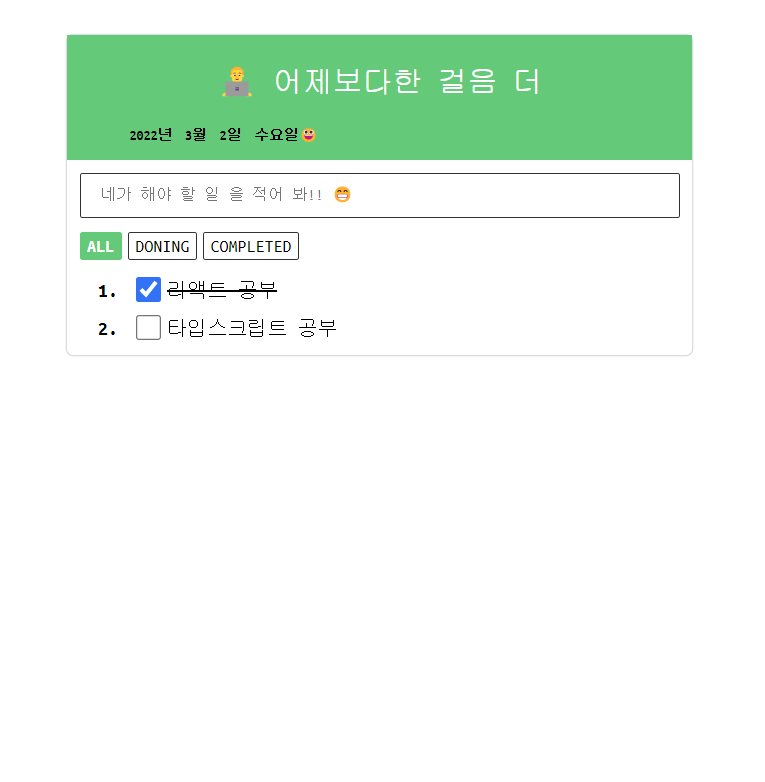 👨‍💻 어제보다한 걸음 더
2022년 3월 2일 수요일😀
네가 해야 할 일 을 적어 봐!! 😁
ALL DONING COMPLETED
1. 리액트 공부
2. 타입스크립트 공부